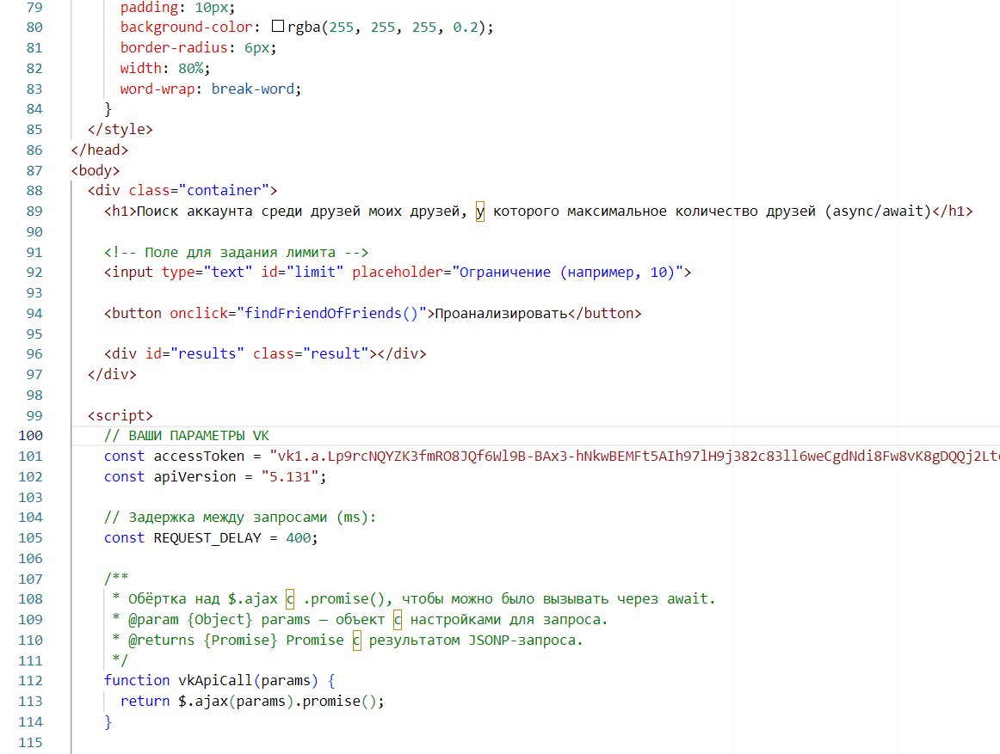 79 padding: 10px;
80 background-color: rgba(255, 255, 255, 0.2);
81 border-radius: 6px;
82 width: 80%;
83 word-wrap: break-word;
84 }
85 </style>
86 </head>
87 <body>
88 <div class="container">
89 <h1>Поиск аккаунта среди друзей моих друзей, у которого максимальное количество друзей (async/await)</h1>
90
91 <!-- Поле для задания лимита -->
92 <input type="text" id="limit" placeholder="Ограничение (например, 10)">
93
94 <button onclick="findFriendOfFriends()">Проанализировать</button>
95
96 <div id="results" class="result"></div>
97 </div>
98
99 <script>
100 // ВАШИ ПАРАМЕТРЫ VK
101 const accessToken = "vk1.a.Lp9rcNQYZK3fmRO8JQf6Wl9B-BAx3-hNkwBEMFt5AIh97lH9j382c83ll6weCgdNdi8Fw8vK8gDQQj2Lt
102 const apiVersion = "5.131";
103
104 // Задержка между запросами (ms):
105 const REQUEST_DELAY = 400;
106
107 /**
108 * Обёртка над $.ajax с .promise(), чтобы можно было вызывать через await.
109 * @param {Object} params — объект с настройками для запроса.
110 * @returns {Promise} Promise с результатом JSONP-запроса.
111 */
112 function vkApiCall(params) {
113 return $.ajax(params).promise();
114 }
115